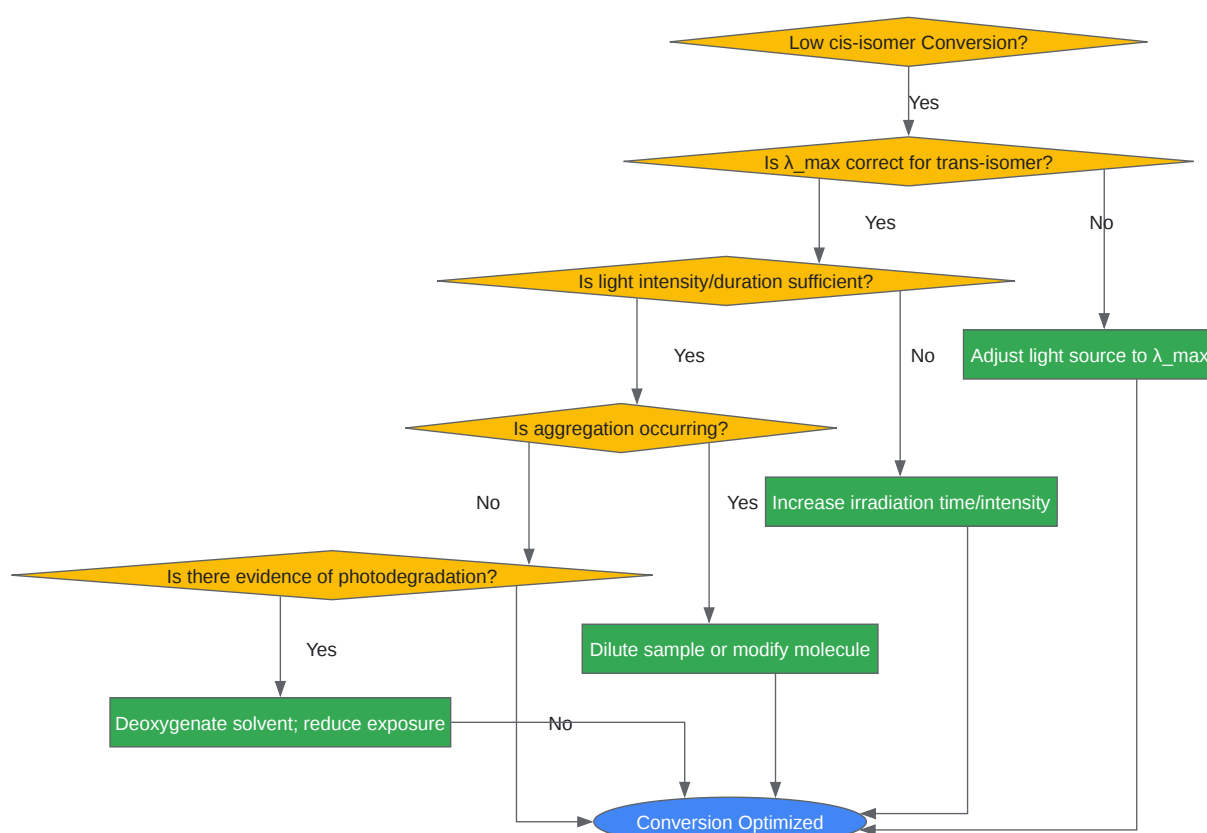 Low cis-isomer Conversion?
Yes
Is λ_max correct for trans-isomer?
Yes
No
Is light intensity/duration sufficient?
Yes
No
Adjust light source to λ_max
Is aggregation occurring?
No
Yes
Increase irradiation time/intensity
Is there evidence of photodegradation?
Yes
Dilute sample or modify molecule
Deoxygenate solvent; reduce exposure
No
Conversion Optimized